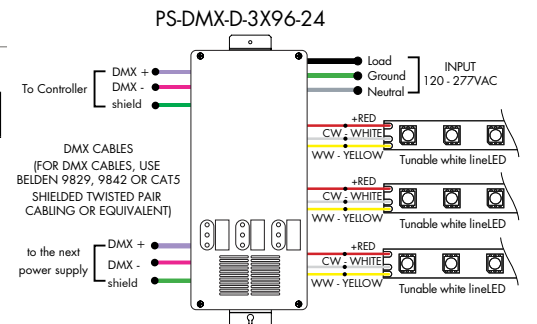 PS-DMX-D-3X96-24
DMX +
To Controller
DMX -
shield
Load
Ground
Neutral
INPUT
120 - 277VAC
+RED
CW - WHITE
WW - YELLOW
Tunable white lineLED
DMX CABLES
(FOR DMX CABLES, USE
BELDEN 9829, 9842 OR CAT5
SHIELDED TWISTED PAIR
CABLING OR EQUIVALENT)
+RED
CW - WHITE
WW - YELLOW
Tunable white lineLED
to the next
power supply
DMX +
DMX -
shield
+RED
CW - WHITE
WW - YELLOW
Tunable white lineLED